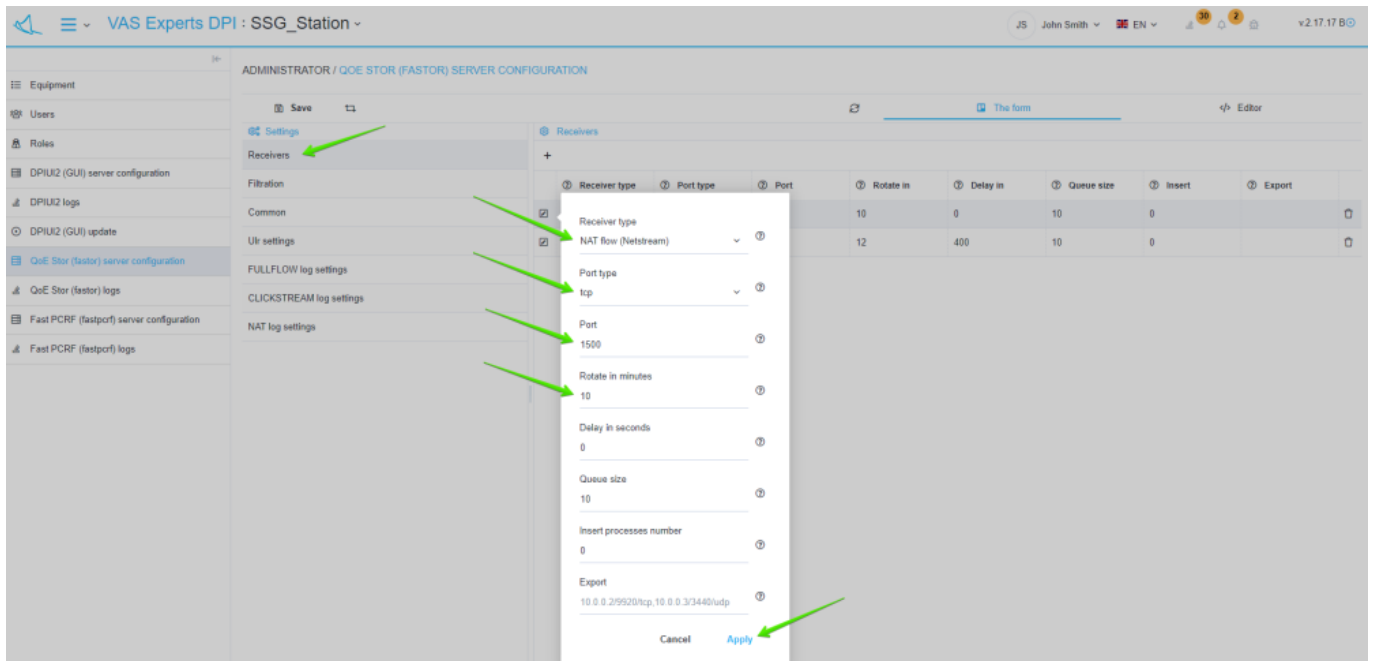 VAS Experts DPI : SSG_Station
JS John Smith EN 30 2 v.2.17.17 B
ADMINISTRATOR / QOE STOR (FASTOR) SERVER CONFIGURATION
Equipment
Users
Roles
DPIUI2 (GUI) server configuration
DPIUI2 logs
DPIUI2 (GUI) update
QoE Stor (fastor) server configuration
QoE Stor (fastor) logs
Fast PCRF (fastpcrf) server configuration
Fast PCRF (fastpcrf) logs
Save
The form
</> Editor
Settings
Receivers
Filtration
Common
Ulr settings
FULLFLOW log settings
CLICKSTREAM log settings
NAT log settings
Receivers
+
Receiver type Port type Port Rotate in Delay in Queue size Insert Export
10 0 10 0
12 400 10 0
Receiver type
NAT flow (Netstream)
Port type
tcp
Port
1500
Rotate in minutes
10
Delay in seconds
0
Queue size
10
Insert processes number
0
Export
10.0.0.2/9920/tcp,10.0.0.3/3440/udp
Cancel Apply